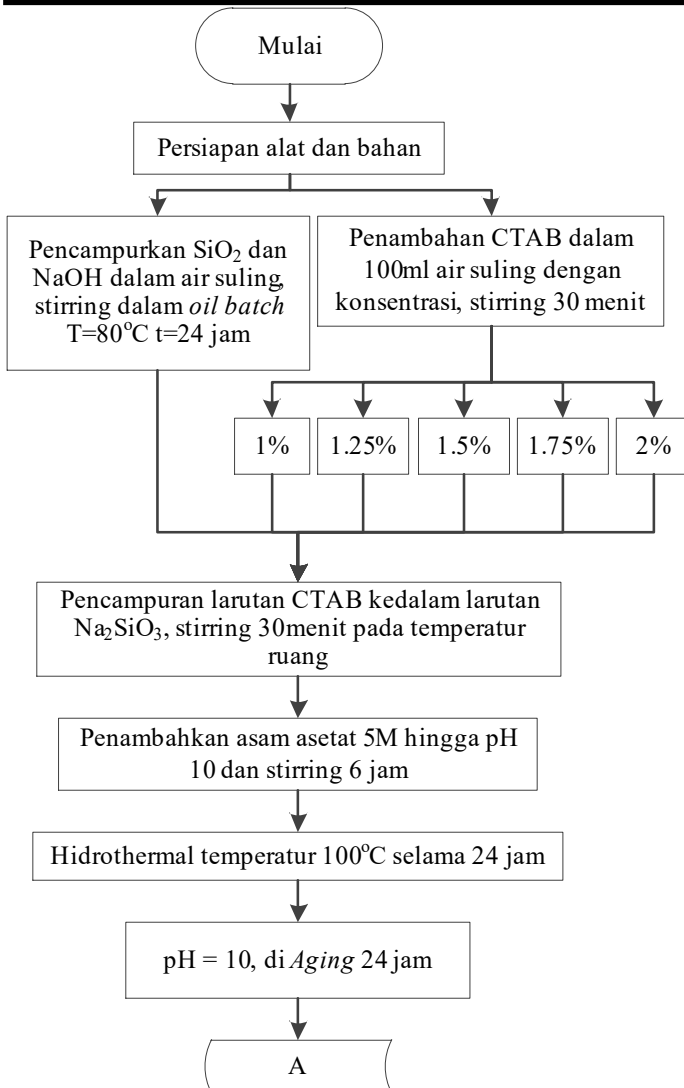 Mulai
Persiapan alat dan bahan
Pencampurkan SiO₂ dan
NaOH dalam air suling,
stirring dalam oil batch
T=80°C t=24 jam
Penambahan CTAB dalam
100ml air suling dengan
konsentrasi, stirring 30 menit
1%
1.25%
1.5%
1.75%
2%
Pencampuran larutan CTAB kedalam larutan
Na₂SiO₃, stirring 30menit pada temperatur
ruang
Penambahkan asam asetat 5M hingga pH
10 dan stirring 6 jam
Hidrothermal temperatur 100°C selama 24 jam
pH = 10, di Aging 24 jam
A